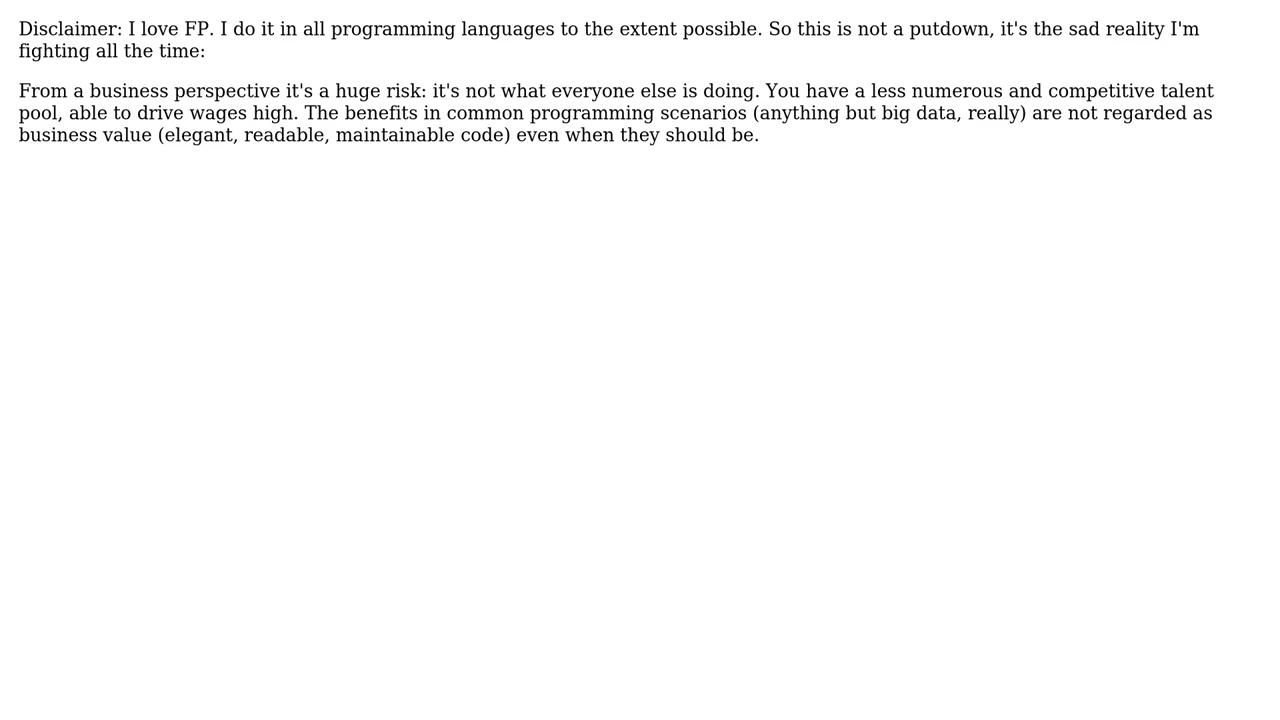 Disclaimer: I love FP. I do it in all programming languages to the extent possible. So this is not a putdown, it's the sad reality I'm
fighting all the time:
From a business perspective it's a huge risk: it's not what everyone else is doing. You have a less numerous and competitive talent
pool, able to drive wages high. The benefits in common programming scenarios (anything but big data, really) are not regarded as
business value (elegant, readable, maintainable code) even when they should be.